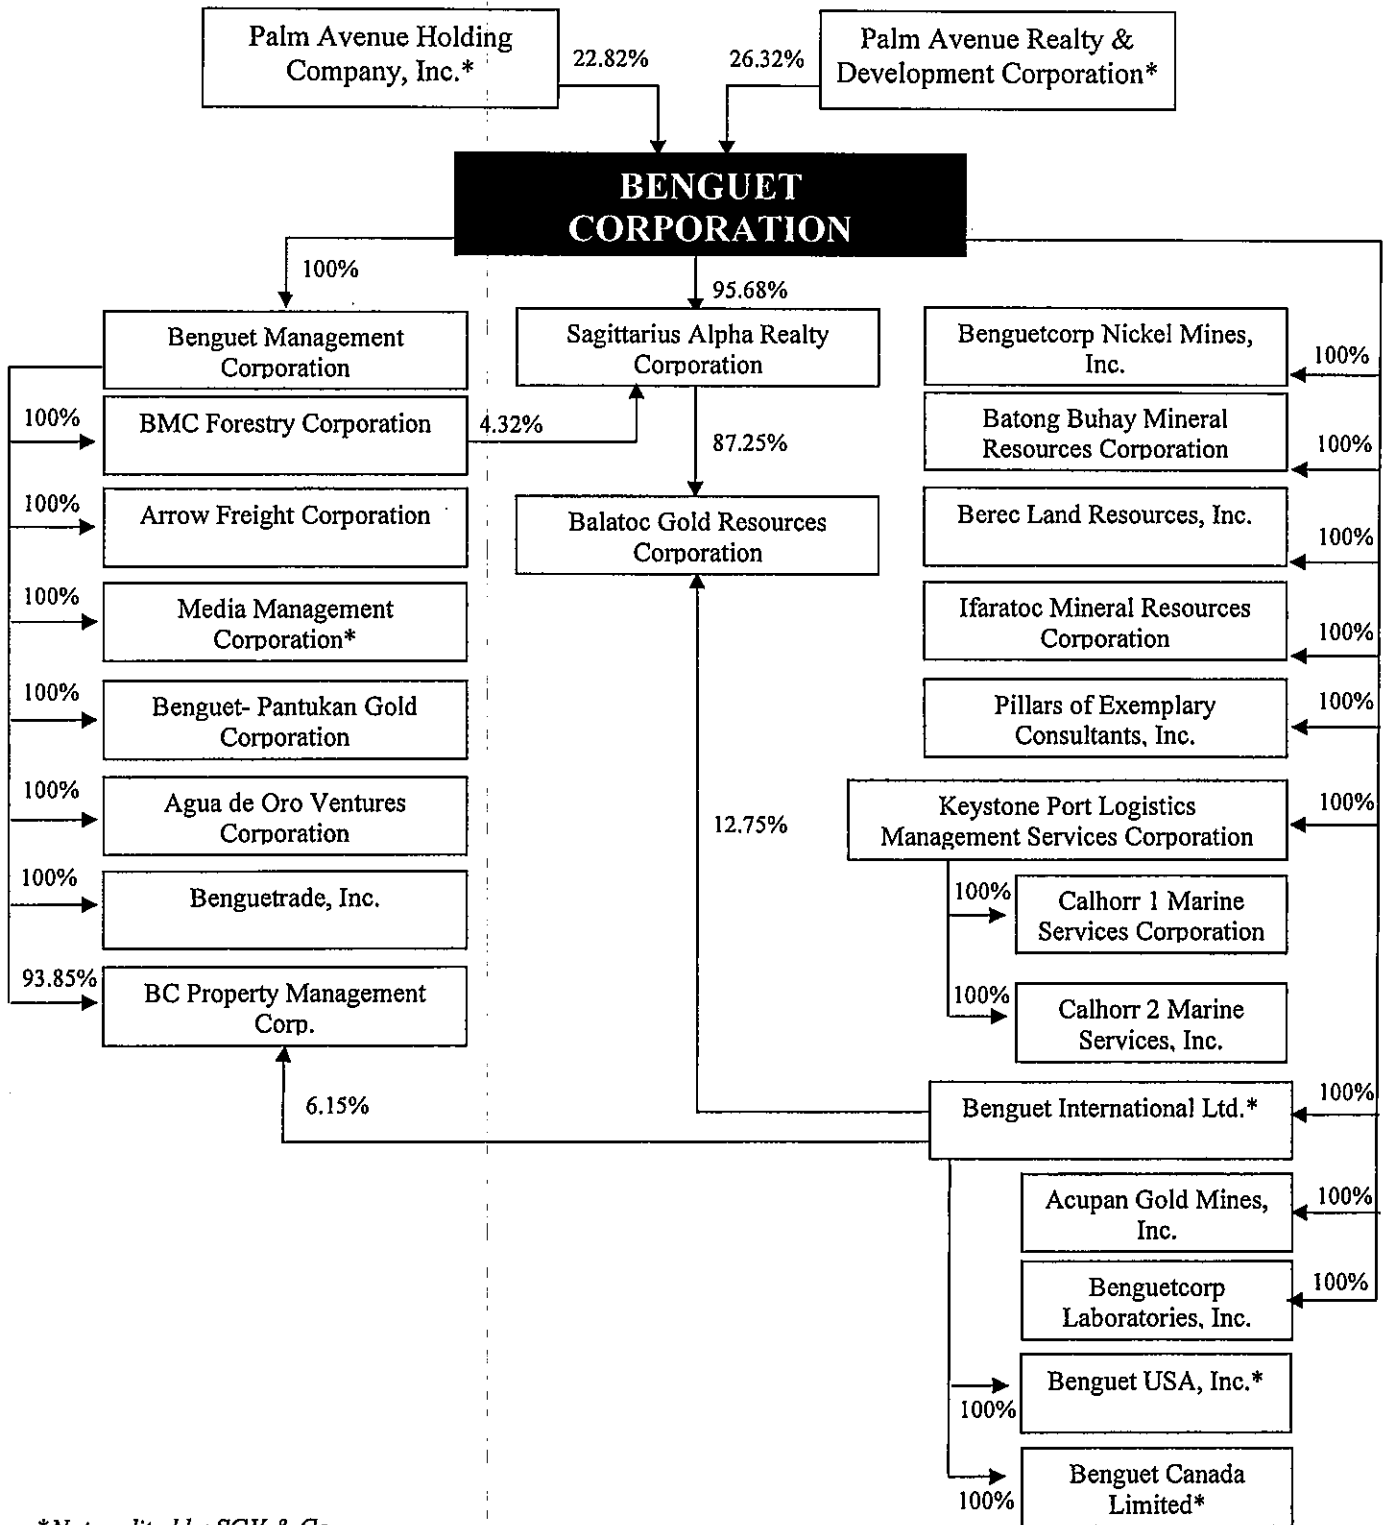 Palm Avenue Holding
Company, Inc.*
22.82%
26.32%
Palm Avenue Realty &
Development Corporation*
BENGUET
CORPORATION
100%
95.68%
Benguet Management
Corporation
Sagittarius Alpha Realty
Corporation
Benguetcorp Nickel Mines,
Inc.
100%
100%
BMC Forestry Corporation
4.32%
87.25%
Batong Buhay Mineral
Resources Corporation
100%
100%
Arrow Freight Corporation
Balatoc Gold Resources
Corporation
Berec Land Resources, Inc.
100%
100%
Media Management
Corporation*
Ifaratoc Mineral Resources
Corporation
100%
100%
Benguet- Pantukan Gold
Corporation
Pillars of Exemplary
Consultants, Inc.
100%
100%
Agua de Oro Ventures
Corporation
12.75%
Keystone Port Logistics
Management Services Corporation
100%
100%
Benguetrade, Inc.
100%
Calhorr 1 Marine
Services Corporation
93.85%
BC Property Management
Corp.
100%
Calhorr 2 Marine
Services, Inc.
6.15%
Benguet International Ltd.*
100%
Acupan Gold Mines,
Inc.
100%
Benguetcorp
Laboratories, Inc.
100%
Benguet USA, Inc.*
100%
Benguet Canada
Limited*
100%